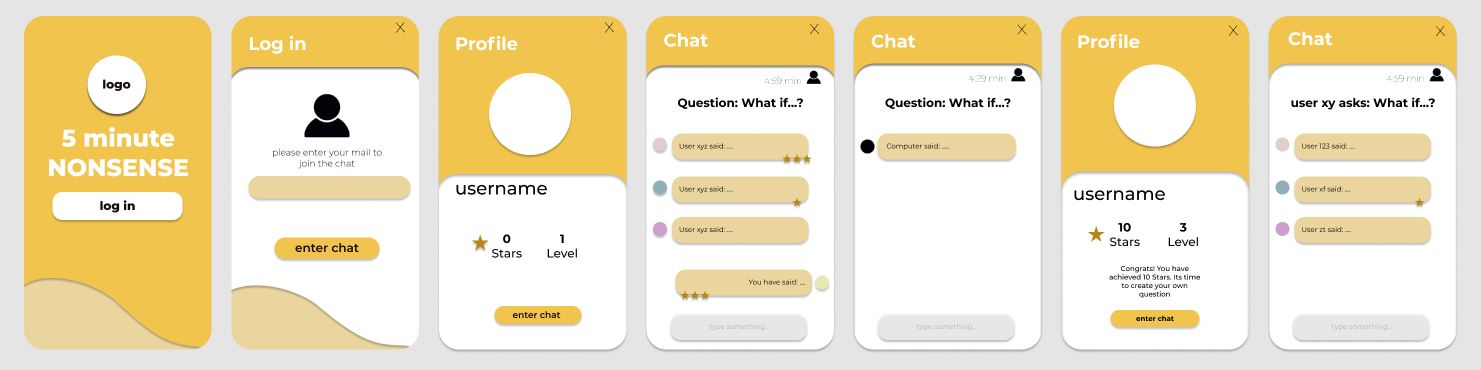 logo
5 minute
NONSENSE
log in
X
Log in
please enter your mail to
join the chat
enter chat
X
Profile
username
0
Stars
1
Level
enter chat
X
Chat
4:59 min
Question: What if...?
User xyz said: ....
User xyz said: ....
User xyz said: ....
You have said: ...
type something...
X
Chat
4:29 min
Question: What if...?
Computer said: .....
type something...
X
Profile
username
10
Stars
3
Level
Congrats! You have
achieved 10 Stars. Its time
to create your own
question
enter chat
X
Chat
4:59 min
user xy asks: What if...?
User 123 said: ....
User xf said: ....
User zt said: ....
type something...